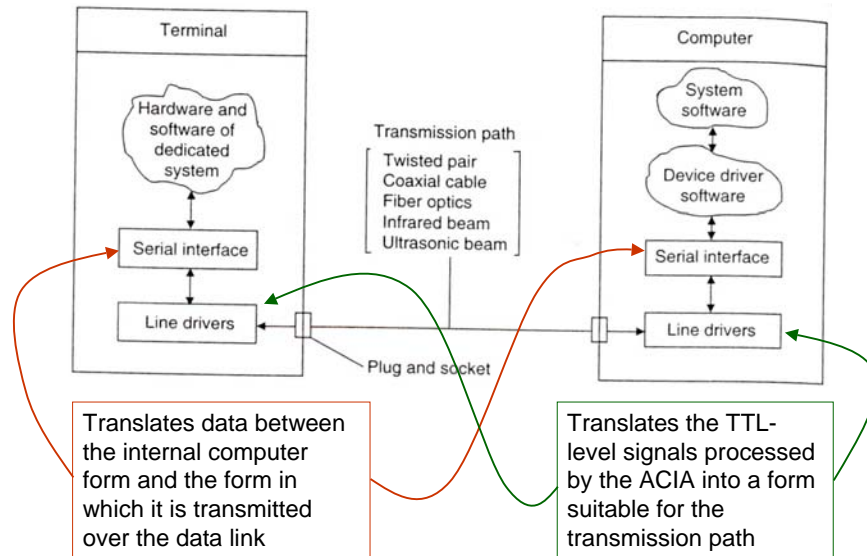 Terminal
Hardware and
software of
dedicated
system
Serial interface
Line drivers
Transmission path
Twisted pair
Coaxial cable
Fiber optics
Infrared beam
Ultrasonic beam
Plug and socket
Computer
System
software
Device driver
software
Serial interface
Line drivers
Translates data between
the internal computer
form and the form in
which it is transmitted
over the data link
Translates the TTL-
level signals processed
by the ACIA into a form
suitable for the
transmission path